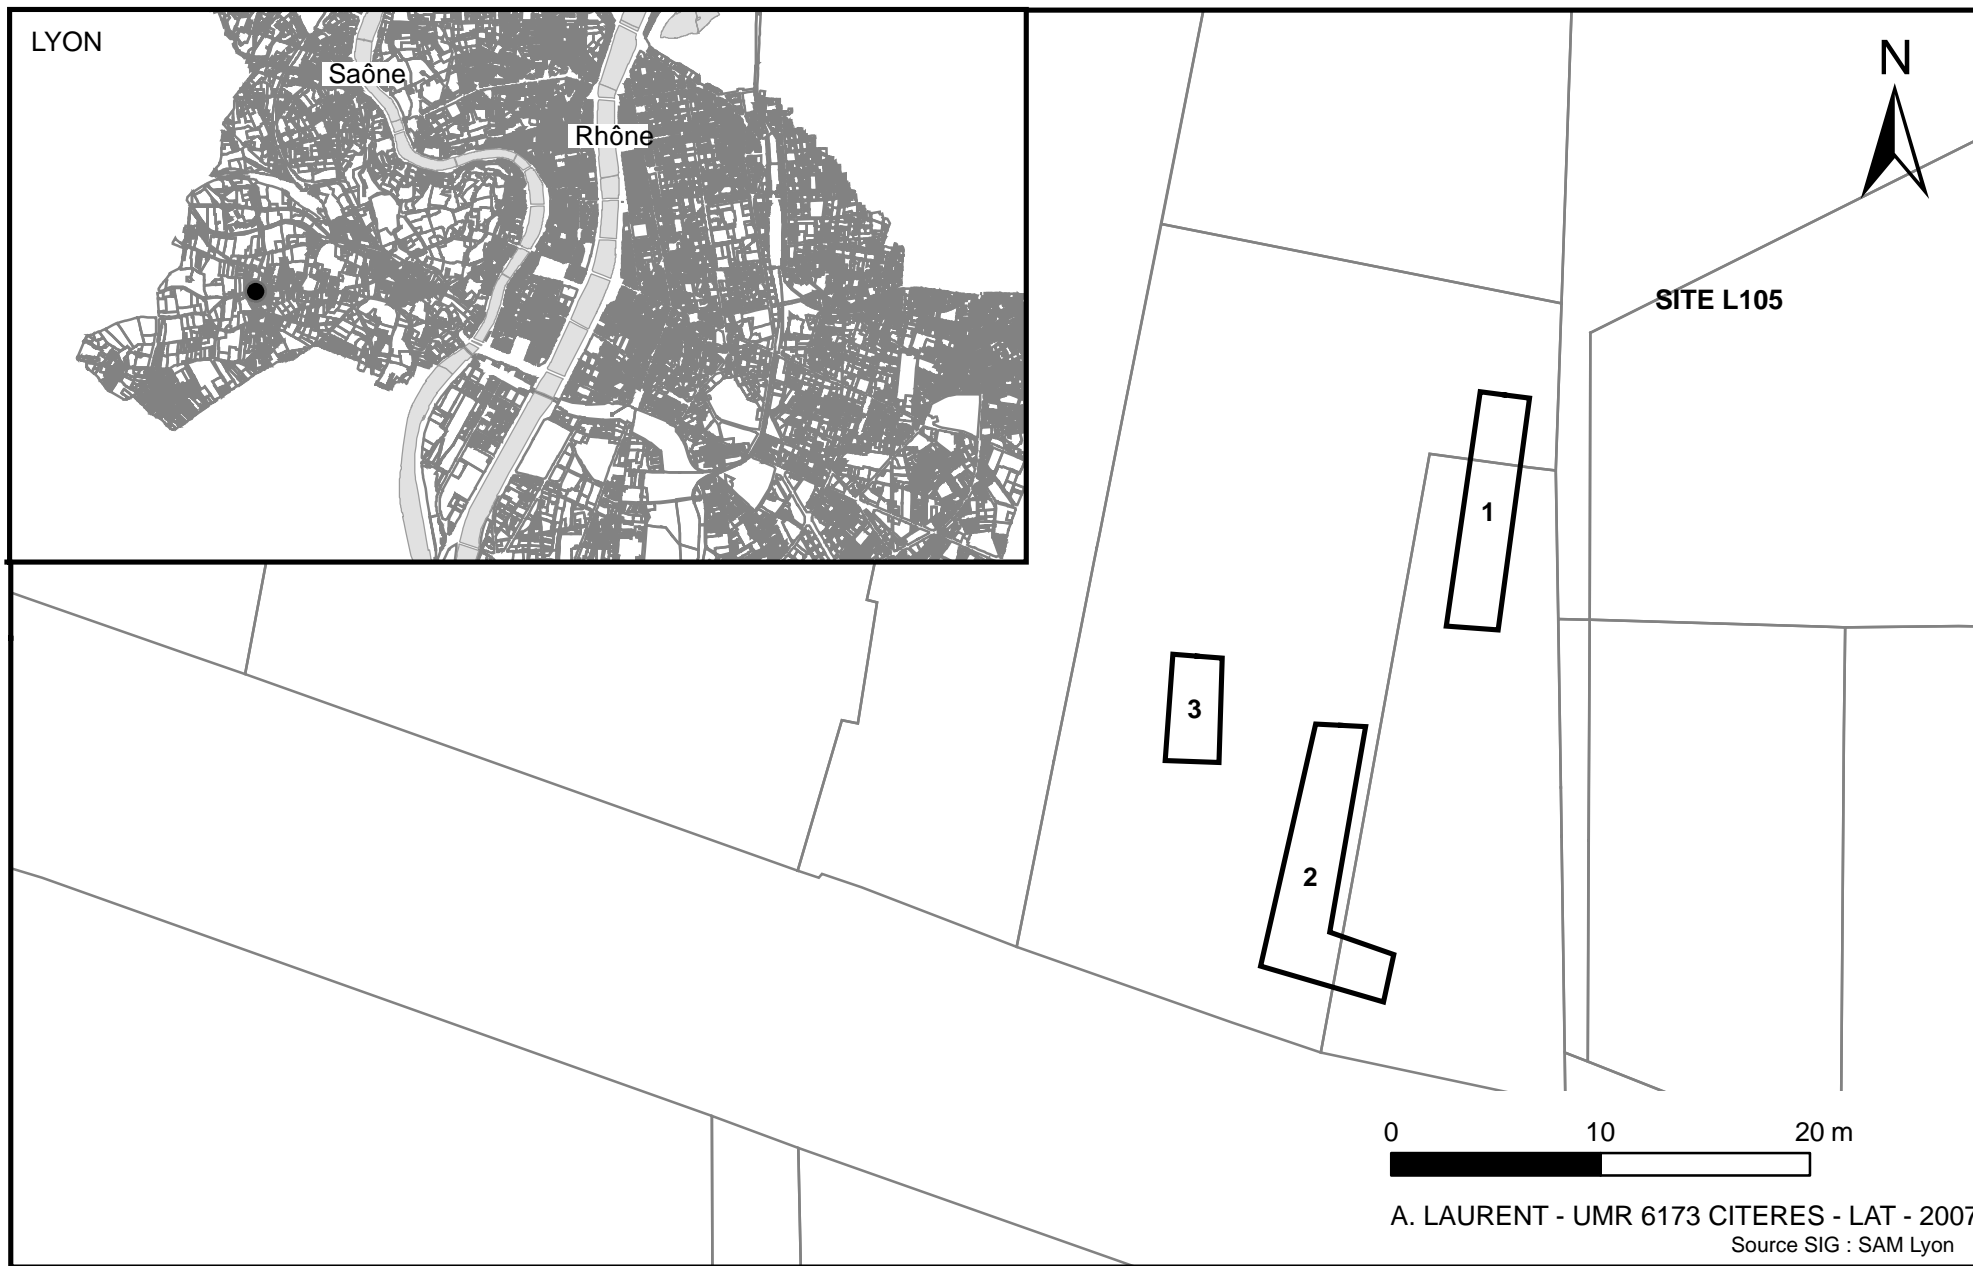 LYON
Saône
Rhône
N
SITE L105
1
3
2
0 10 20 m
A. LAURENT - UMR 6173 CITERES - LAT - 2007
Source SIG : SAM Lyon